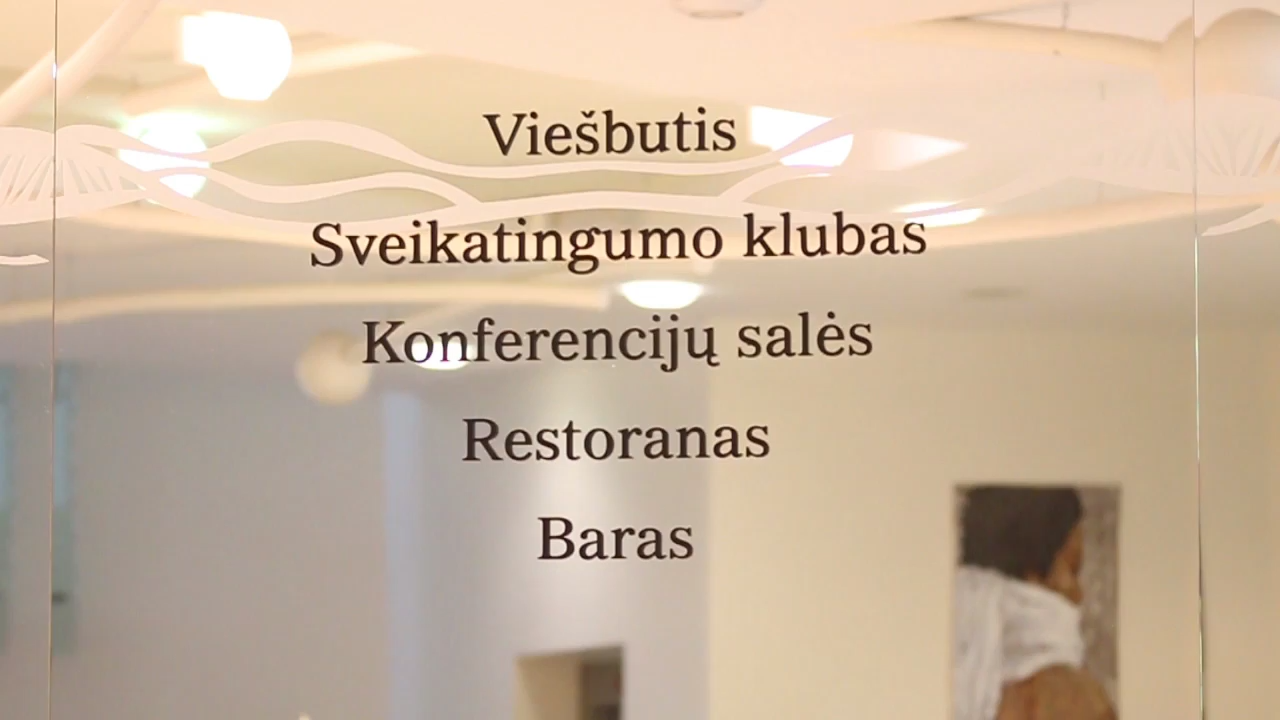 Viešbutis
Sveikatingumo klubas
Konferencijų salės
Restoranas
Baras